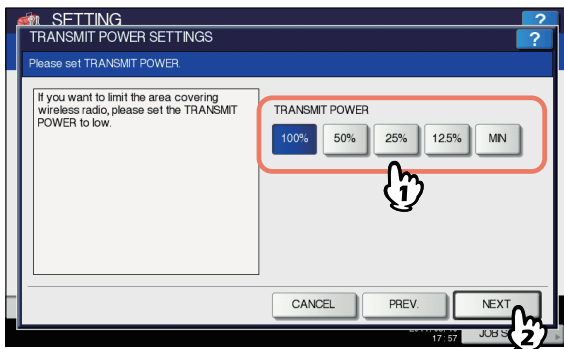 SETTING
?
TRANSMIT POWER SETTINGS
?
Please set TRANSMIT POWER.
If you want to limit the area covering
wireless radio, please set the TRANSMIT
POWER to low.
TRANSMIT POWER
100% 50% 25% 12.5% MIN
1
CANCEL PREV. NEXT
2
17:57 JOB S